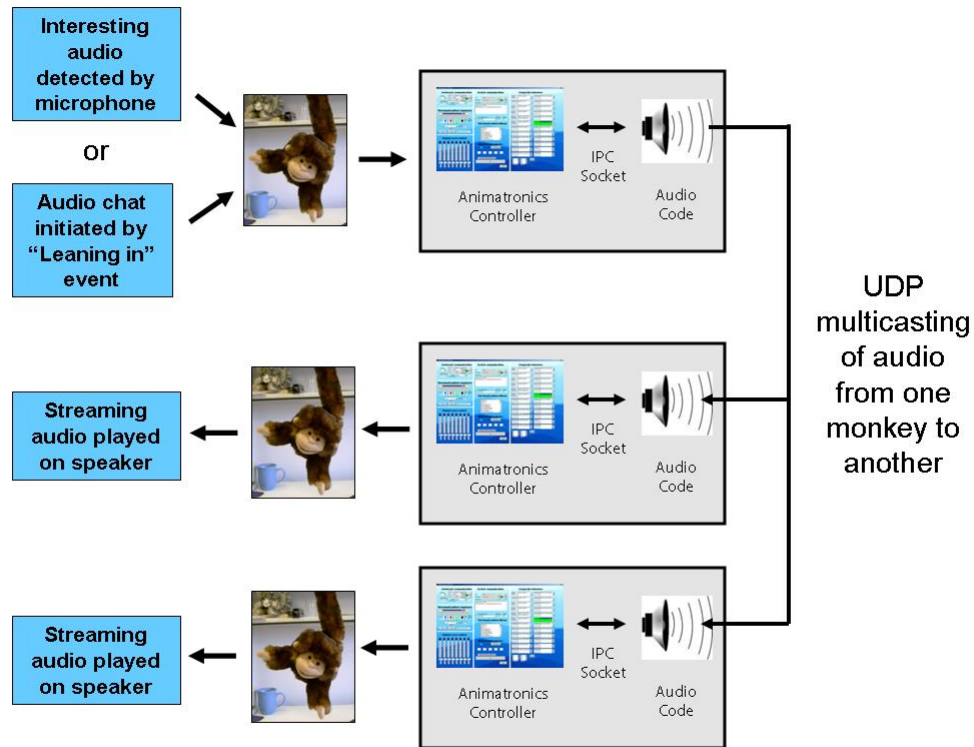 Interesting
audio
detected by
microphone
or
Audio chat
initiated by
“Leaning in”
event
IPC
Socket
Animatronics
Controller
Audio
Code
UDP
multicasting
of audio
from one
monkey to
another
Streaming
audio played
on speaker
IPC
Socket
Animatronics
Controller
Audio
Code
Streaming
audio played
on speaker
IPC
Socket
Animatronics
Controller
Audio
Code